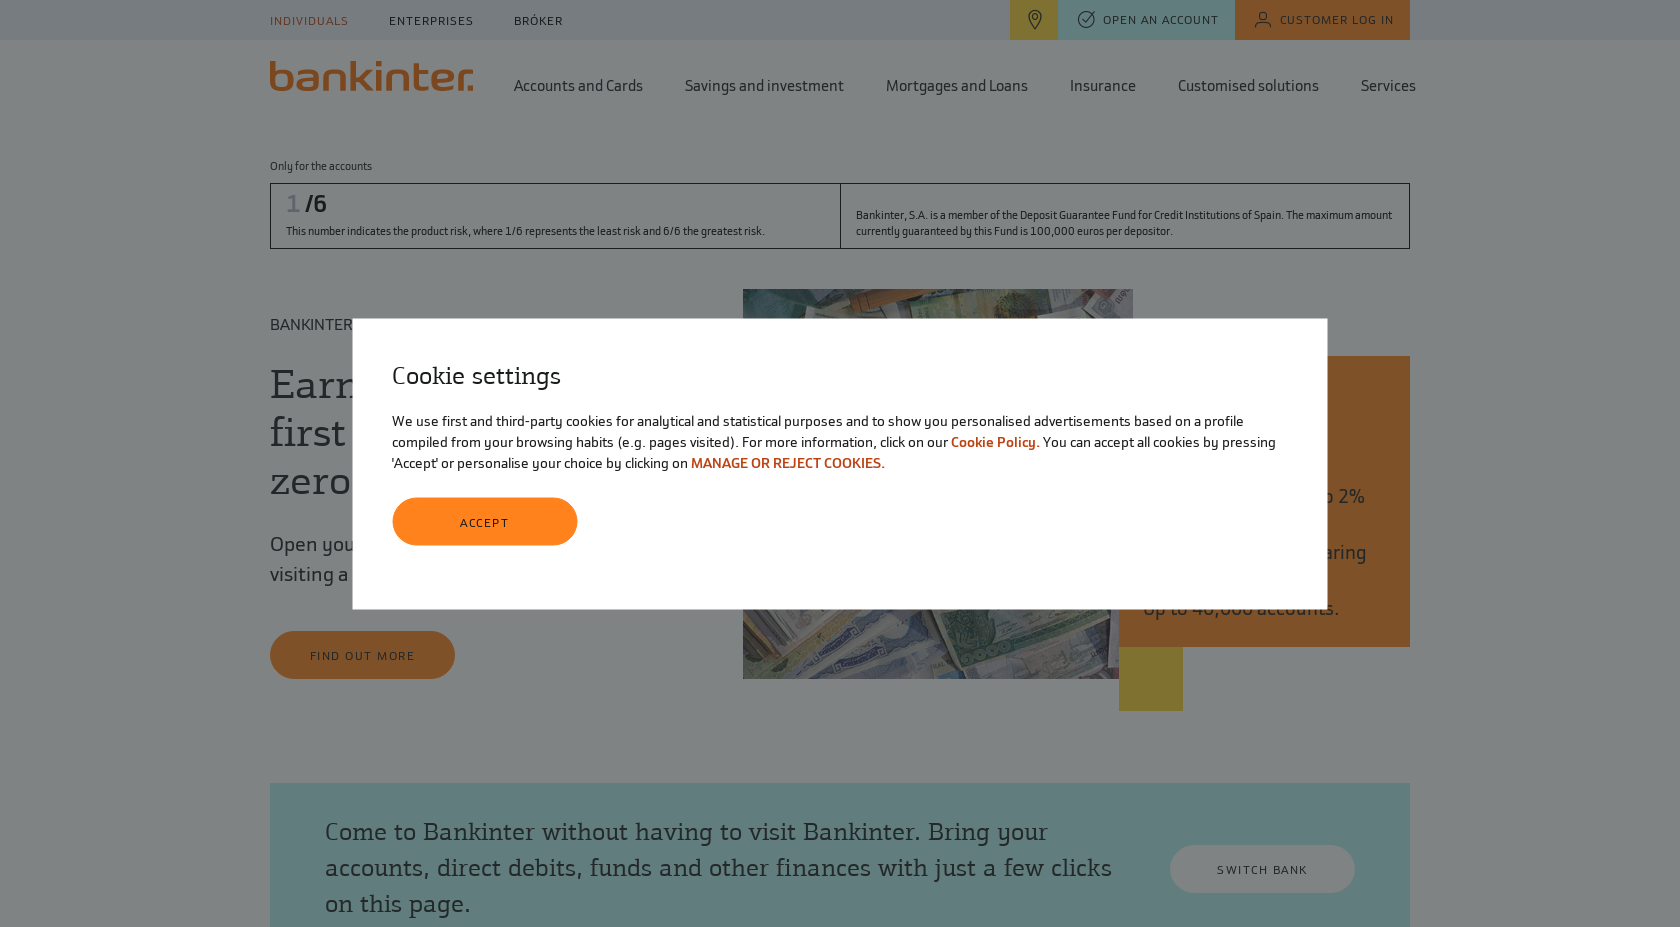 INDIVIDUALS ENTERPRISES BRÓKER OPEN AN ACCOUNT CUSTOMER LOG IN
bankinter. Accounts and Cards Savings and investment Mortgages and Loans Insurance Customised solutions Services
Only for the accounts
1 /6
This number indicates the product risk, where 1/6 represents the least risk and 6/6 the greatest risk.
Bankinter, S.A. is a member of the Deposit Guarantee Fund for Credit Institutions of Spain. The maximum amount
currently guaranteed by this Fund is 100,000 euros per depositor.
BANKINTER
Earn
first
zero
Open you
visiting a
FIND OUT MORE
Cookie settings
We use first and third-party cookies for analytical and statistical purposes and to show you personalised advertisements based on a profile
compiled from your browsing habits (e.g. pages visited). For more information, click on our Cookie Policy. You can accept all cookies by pressing
'Accept' or personalise your choice by clicking on MANAGE OR REJECT COOKIES.
ACCEPT
2%
aring
Up to 40,000 accounts.
Come to Bankinter without having to visit Bankinter. Bring your
accounts, direct debits, funds and other finances with just a few clicks
on this page.
SWITCH BANK